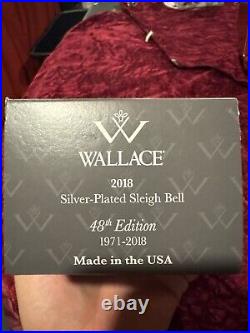 WALLACE®
2018
Silver-Plated Sleigh Bell
48th Edition
1971-2018
Made in the USA